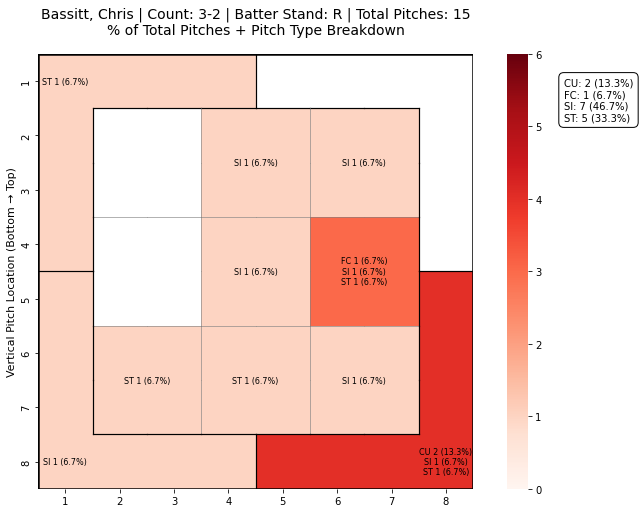 Bassitt, Chris | Count: 3-2 | Batter Stand: R | Total Pitches: 15
% of Total Pitches + Pitch Type Breakdown
Vertical Pitch Location (Bottom → Top)
1
2
3
4
5
6
7
8
ST 1 (6.7%)
SI 1 (6.7%)
SI 1 (6.7%)
SI 1 (6.7%)
FC 1 (6.7%)
SI 1 (6.7%)
ST 1 (6.7%)
ST 1 (6.7%)
ST 1 (6.7%)
SI 1 (6.7%)
SI 1 (6.7%)
CU 2 (13.3%)
SI 1 (6.7%)
ST 1 (6.7%)
1
2
3
4
5
6
7
8
6
5
4
3
2
1
0
CU: 2 (13.3%)
FC: 1 (6.7%)
SI: 7 (46.7%)
ST: 5 (33.3%)